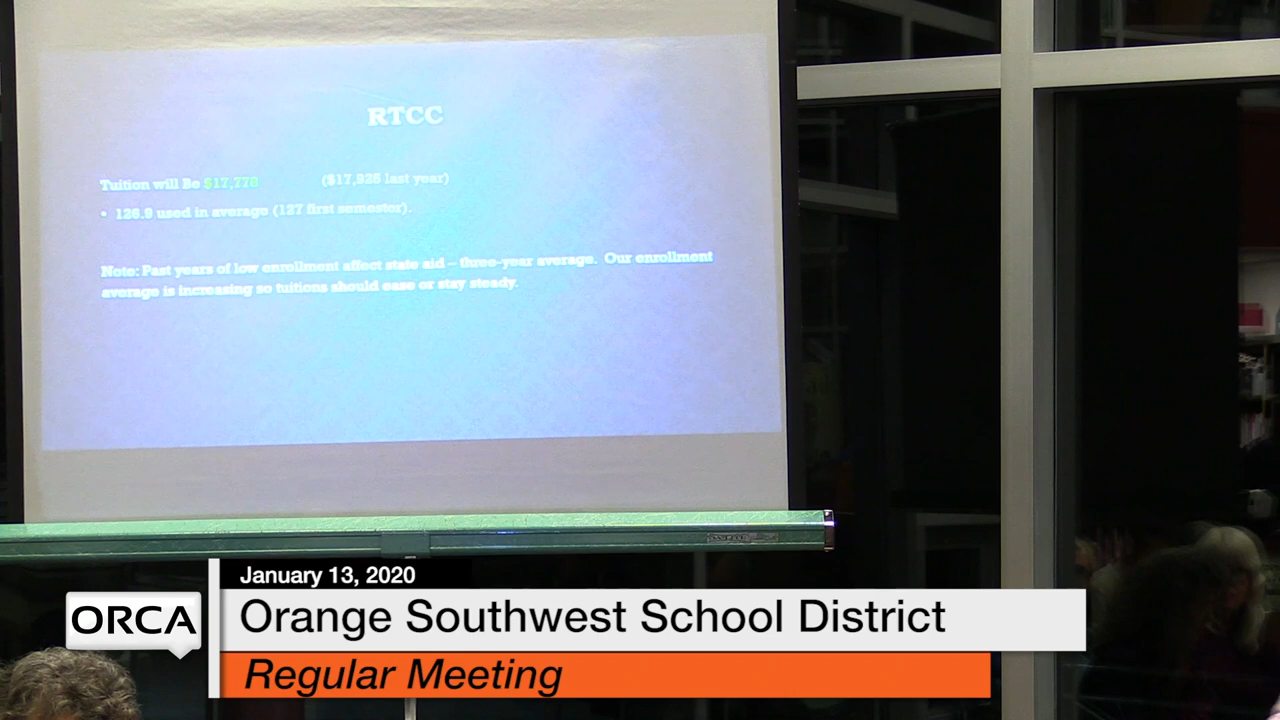 RTCC
Tuition will Be $17,778
($17,925 last year)
• 126.9 used in average (127 first semester).
Note: Past years of low enrollment affect state aid – three-year average. Our enrollment
average is increasing so tuitions should ease or stay steady.
January 13, 2020
ORCA
Orange Southwest School District
Regular Meeting